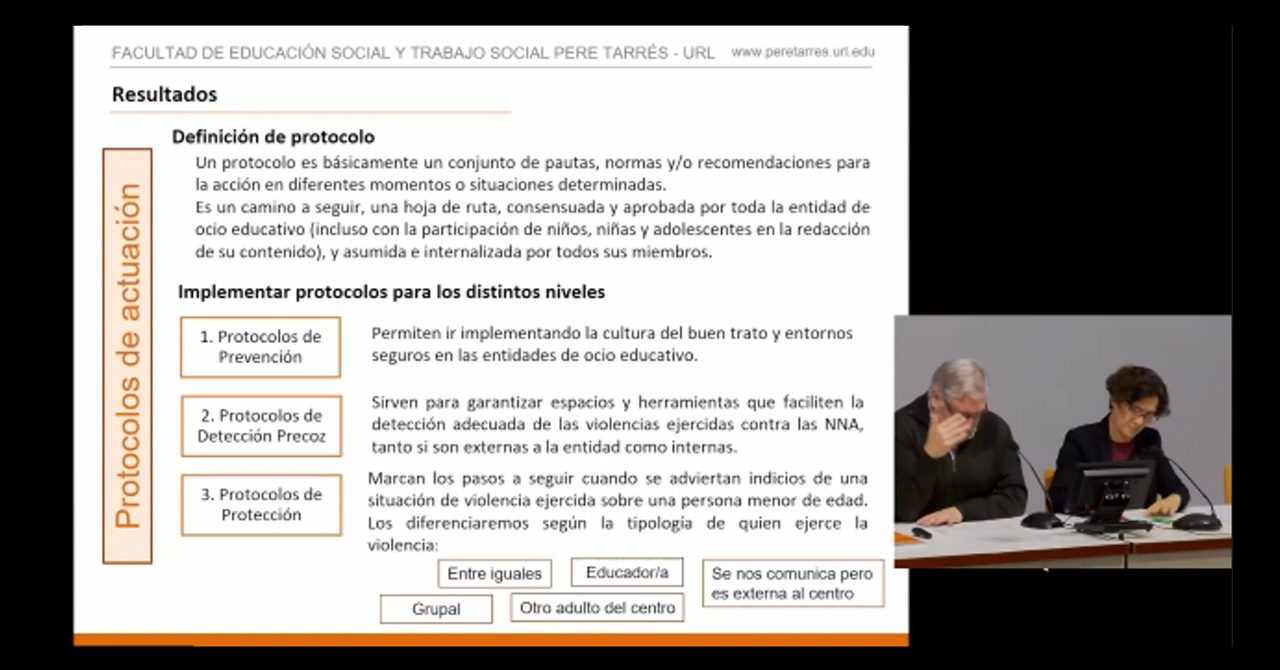 FACULTAD DE EDUCACIÓN SOCIAL Y TRABAJO SOCIAL PERE TARRÉS - URL www.peretarres.url.edu
Resultados
Protocolos de actuación
Definición de protocolo
Un protocolo es básicamente un conjunto de pautas, normas y/o recomendaciones para
la acción en diferentes momentos o situaciones determinadas.
Es un camino a seguir, una hoja de ruta, consensuada y aprobada por toda la entidad de
ocio educativo (incluso con la participación de niños, niñas y adolescentes en la redacción
de su contenido), y asumida e internalizada por todos sus miembros.
Implementar protocolos para los distintos niveles
1. Protocolos de
Prevención
Permiten ir implementando la cultura del buen trato y entornos
seguros en las entidades de ocio educativo.
2. Protocolos de
Detección Precoz
Sirven para garantizar espacios y herramientas que faciliten la
detección adecuada de las violencias ejercidas contra las NNA,
tanto si son externas a la entidad como internas.
3. Protocolos de
Protección
Marcan los pasos a seguir cuando se adviertan indicios de una
situación de violencia ejercida sobre una persona menor de edad.
Los diferenciaremos según la tipologia de quien ejerce la
violencia:
Entre iguales
Educador/a
Se nos comunica pero
es externa al centro
Grupal
Otro adulto del centro